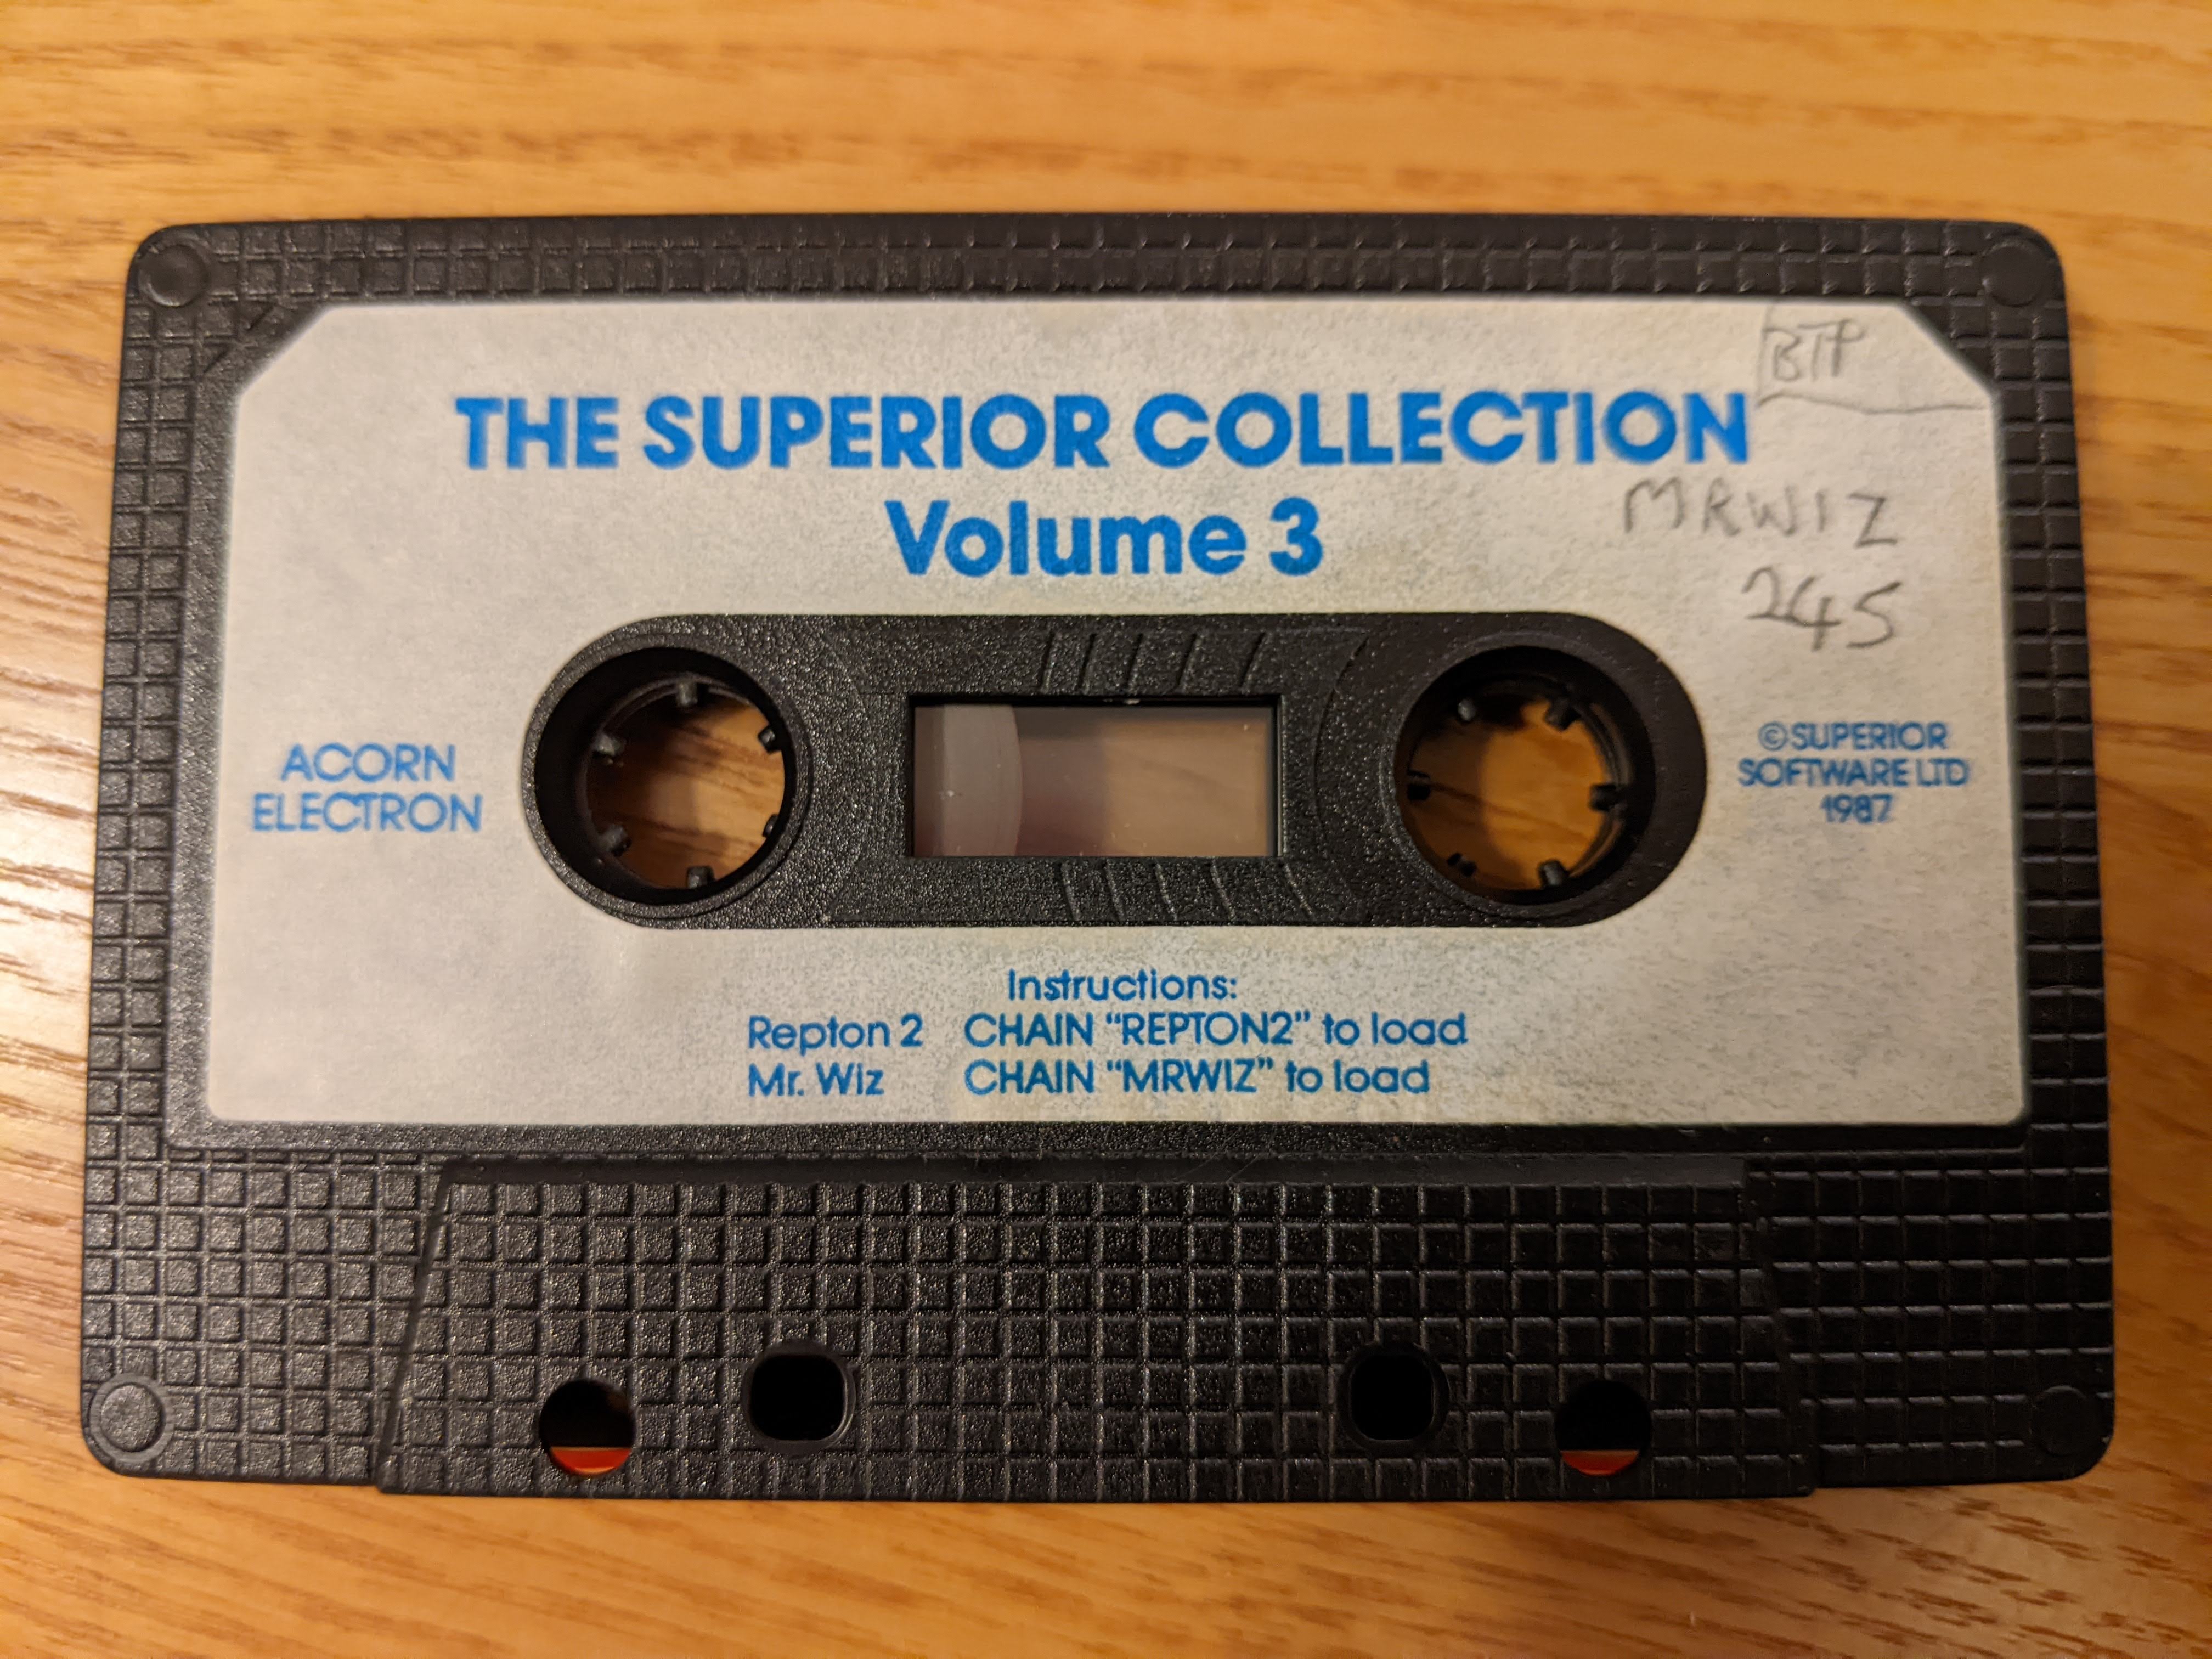 BTP
THE SUPERIOR COLLECTION
Volume 3
MRWIZ
245
ACORN
ELECTRON
©SUPERIOR
SOFTWARE LTD
1987
Instructions:
Repton 2 CHAIN “REPTON2” to load
Mr. Wiz CHAIN “MRWIZ” to load